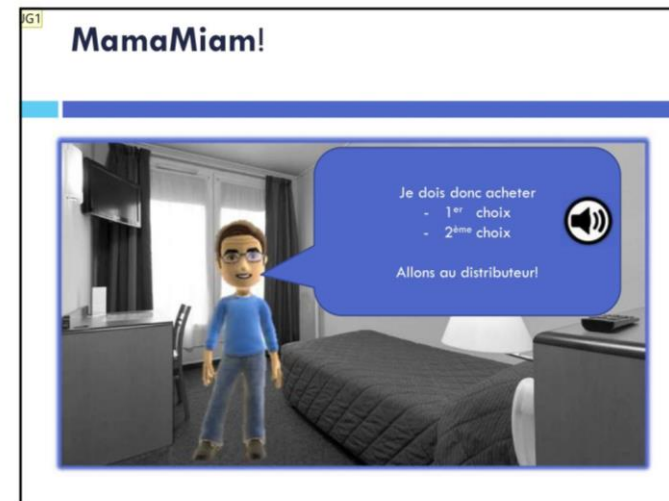 JG1
MamaMiam!
Je dois donc acheter
- 1er choix
- 2ème choix
Allons au distributeur!